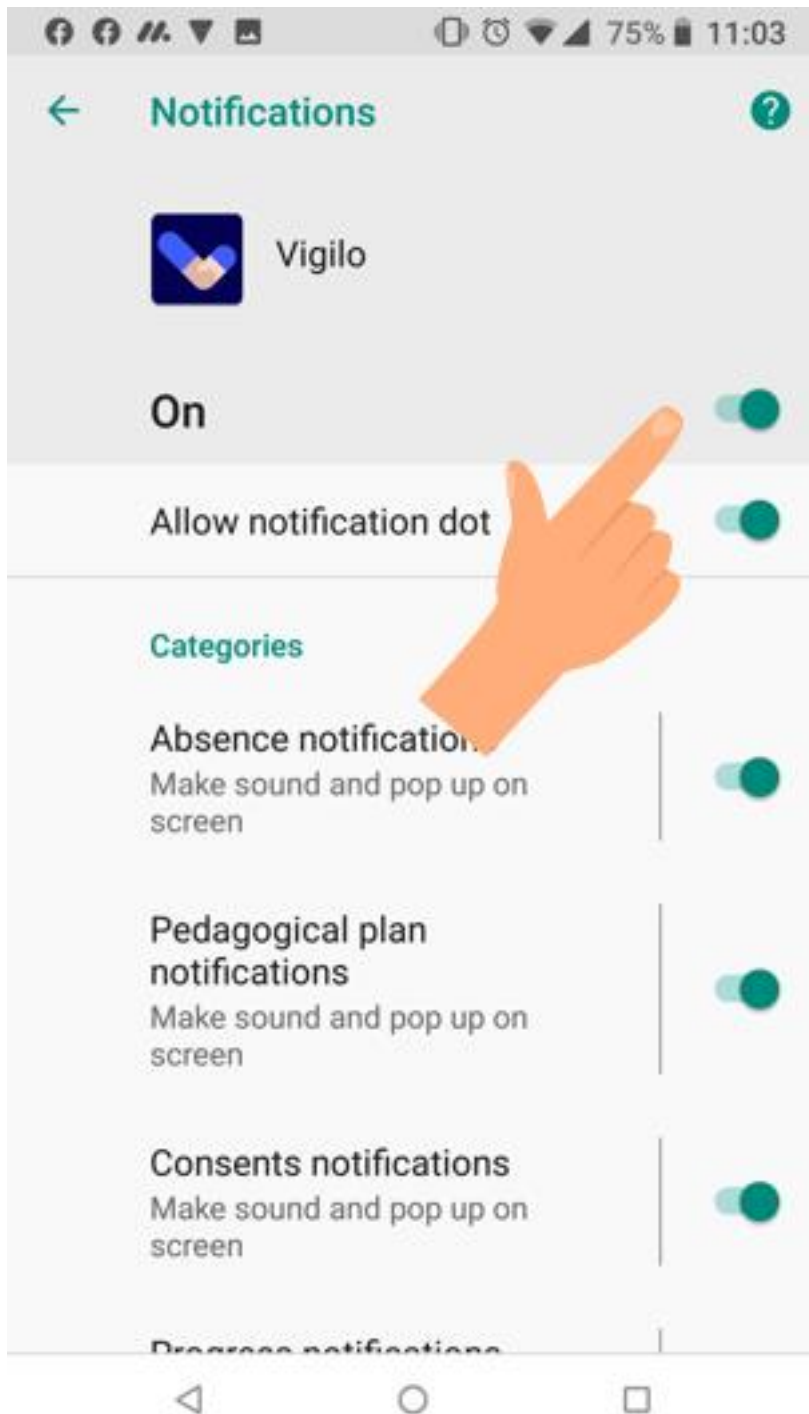 75% 11:03
Notifications
Vigilo
On
Allow notification dot
Categories
Absence notification
Make sound and pop up on
screen
Pedagogical plan
notifications
Make sound and pop up on
screen
Consents notifications
Make sound and pop up on
screen
Progress notifications